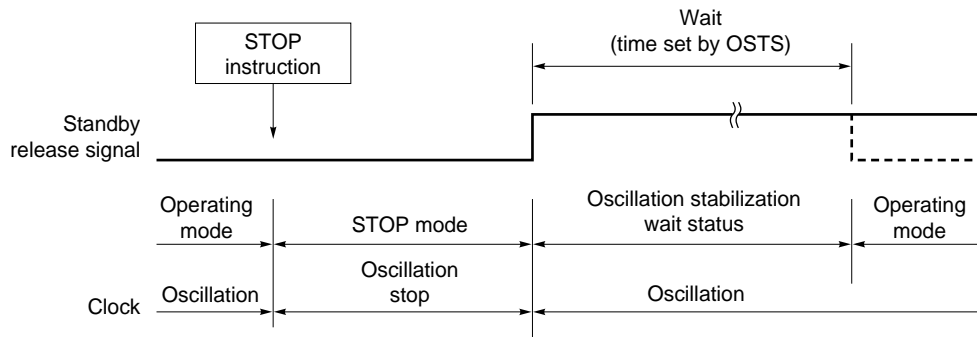 Wait
(time set by OSTS)
STOP
instruction
Standby
release signal
Operating
mode
STOP mode
Oscillation stabilization
wait status
Operating
mode
Clock
Oscillation
Oscillation
stop
Oscillation